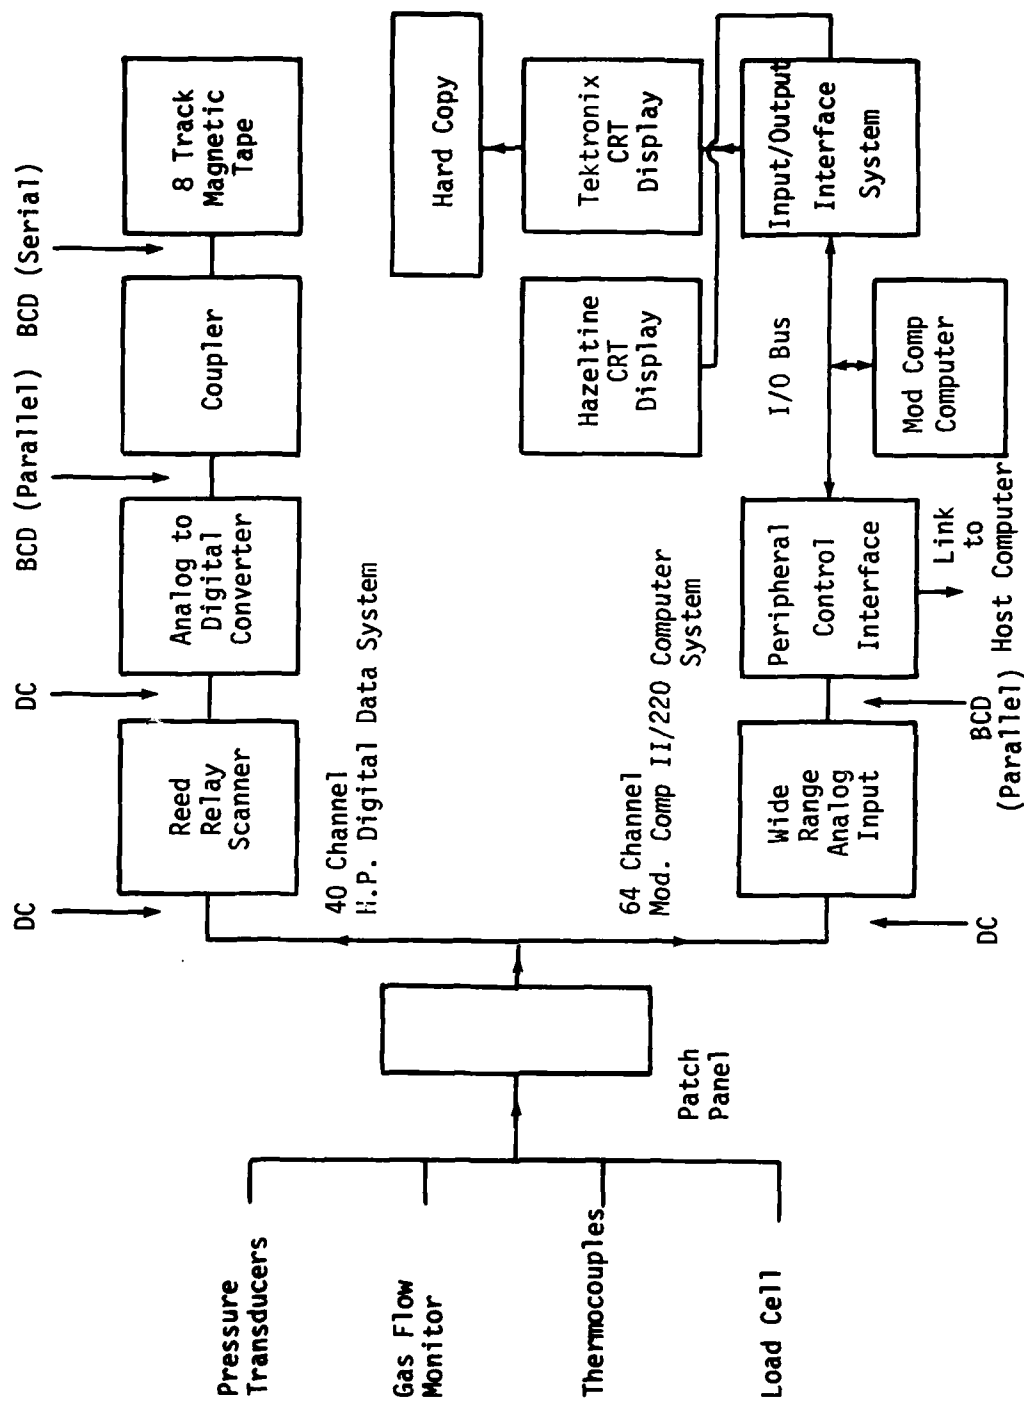 Pressure
Transducers
Gas Flow
Monitor
Thermocouples
Load Cell
Patch
Panel
DC
DC
BCD (Parallel)
BCD (Serial)
Reed
Relay
Scanner
Analog to
Digital
Converter
Coupler
8 Track
Magnetic
Tape
40 Channel
H.P. Digital Data System
64 Channel
Mod. Comp II/220 Computer
System
Hazeltine
CRT
Display
Tektronix
CRT
Display
Hard Copy
Wide
Range
Analog
Input
Peripheral
Control
Interface
I/O Bus
Input/Output
Interface
System
Mod Comp
Computer
DC
BCD
(Parallel)
Link
to
Host Computer